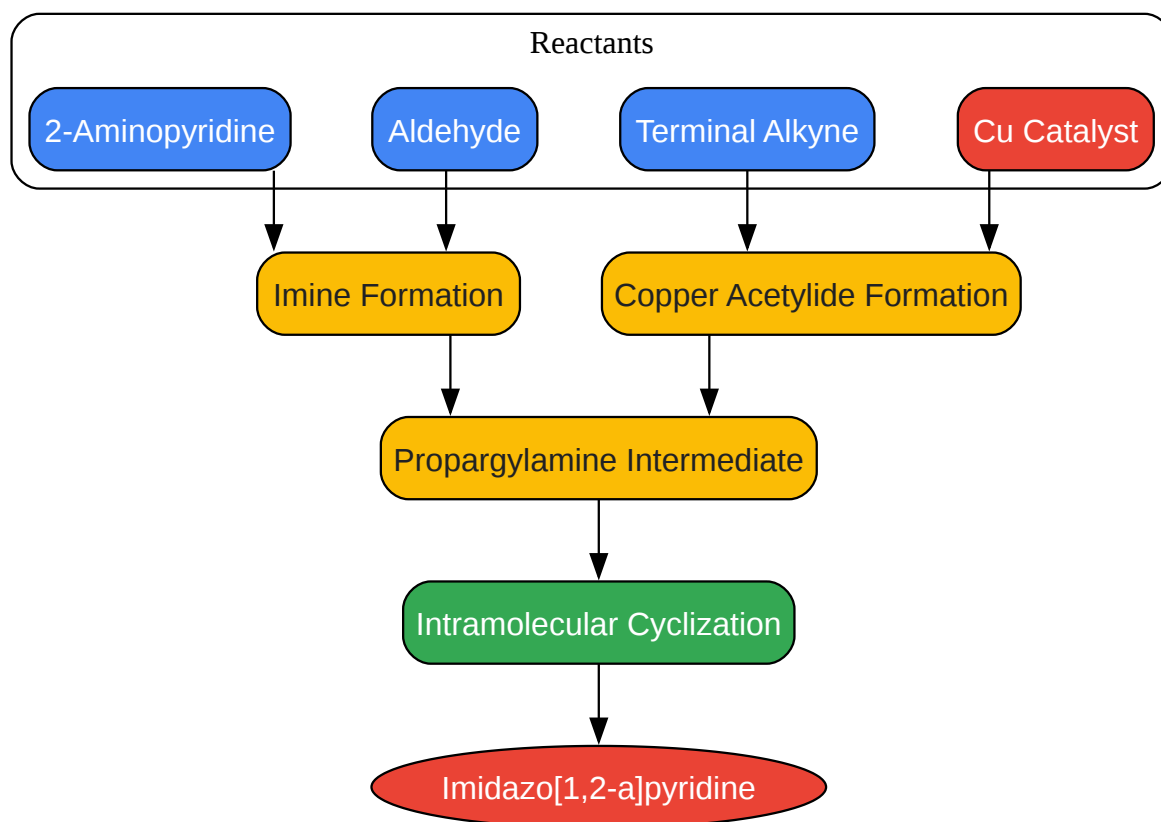 Reactants
2-Aminopyridine
Aldehyde
Terminal Alkyne
Cu Catalyst
Imine Formation
Copper Acetylide Formation
Propargylamine Intermediate
Intramolecular Cyclization
Imidazo[1,2-a]pyridine